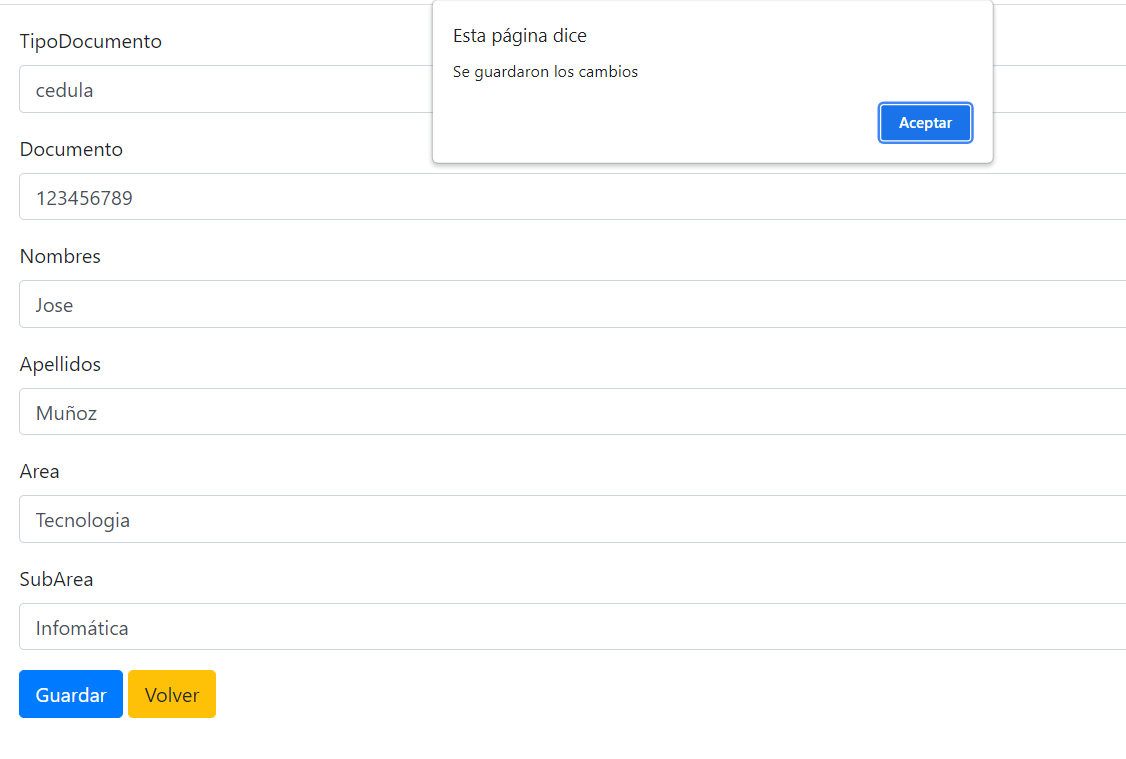 Esta página dice
Se guardaron los cambios
Aceptar
TipoDocumento
cedula
Documento
123456789
Nombres
Jose
Apellidos
Muñoz
Area
Tecnologia
SubArea
Infomática
Guardar Volver